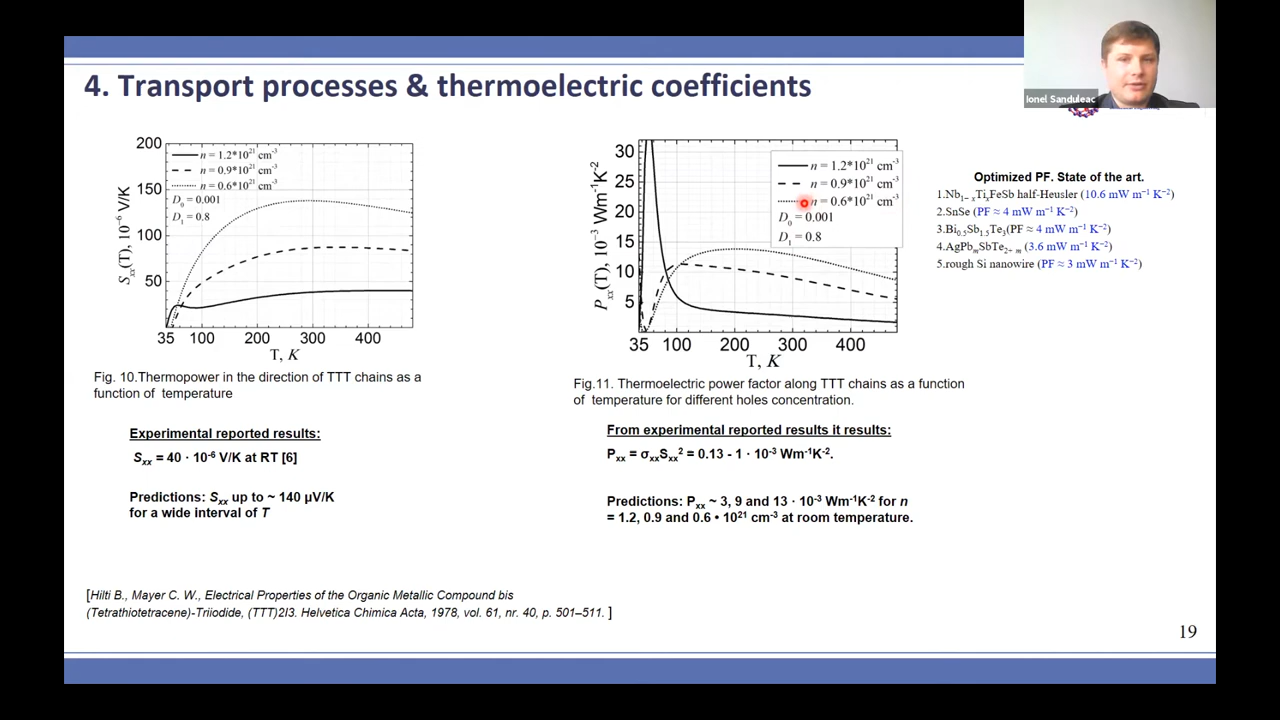 Ionel Sanduleac
4. Transport processes & thermoelectric coefficients
200
150
100
50
Sxx(T), 10⁻⁶ V/K
n = 1.2*10²¹ cm⁻³
n = 0.9*10²¹ cm⁻³
n = 0.6*10²¹ cm⁻³
D₀ = 0.001
D₁ = 0.8
35 100 200 300 400
T, K
Fig. 10.Thermopower in the direction of TTT chains as a
function of temperature
Experimental reported results:
Sxx = 40 · 10⁻⁶ V/K at RT [6]
Predictions: Sxx up to ~ 140 µV/K
for a wide interval of T
30
25
20
15
10
5
Pxx(T), 10⁻³ Wm⁻¹K⁻²
n = 1.2*10²¹ cm⁻³
n = 0.9*10²¹ cm⁻³
n = 0.6*10²¹ cm⁻³
D₀ = 0.001
D₁ = 0.8
35 100 200 300 400
T, K
Fig.11. Thermoelectric power factor along TTT chains as a function
of temperature for different holes concentration.
From experimental reported results it results:
Pxx = σxxSxx² = 0.13 - 1 · 10⁻³ Wm⁻¹K⁻².
Predictions: Pxx ~ 3, 9 and 13 · 10⁻³ Wm⁻¹K⁻² for n
= 1.2, 0.9 and 0.6 • 10²¹ cm⁻³ at room temperature.
Optimized PF. State of the art.
1.Nb₁₋ₓTiₓFeSb half-Heusler (10.6 mW m⁻¹ K⁻²)
2.SnSe (PF ≈ 4 mW m⁻¹ K⁻²)
3.Bi₀.₅Sb₁.₅Te₃(PF ≈ 4 mW m⁻¹ K⁻²)
4.AgPbₘSbTe₂₊ₘ (3.6 mW m⁻¹ K⁻²)
5.rough Si nanowire (PF ≈ 3 mW m⁻¹ K⁻²)
[Hilti B., Mayer C. W., Electrical Properties of the Organic Metallic Compound bis
(Tetrathiotetracene)-Triiodide, (TTT)2I3. Helvetica Chimica Acta, 1978, vol. 61, nr. 40, p. 501–511. ]
19